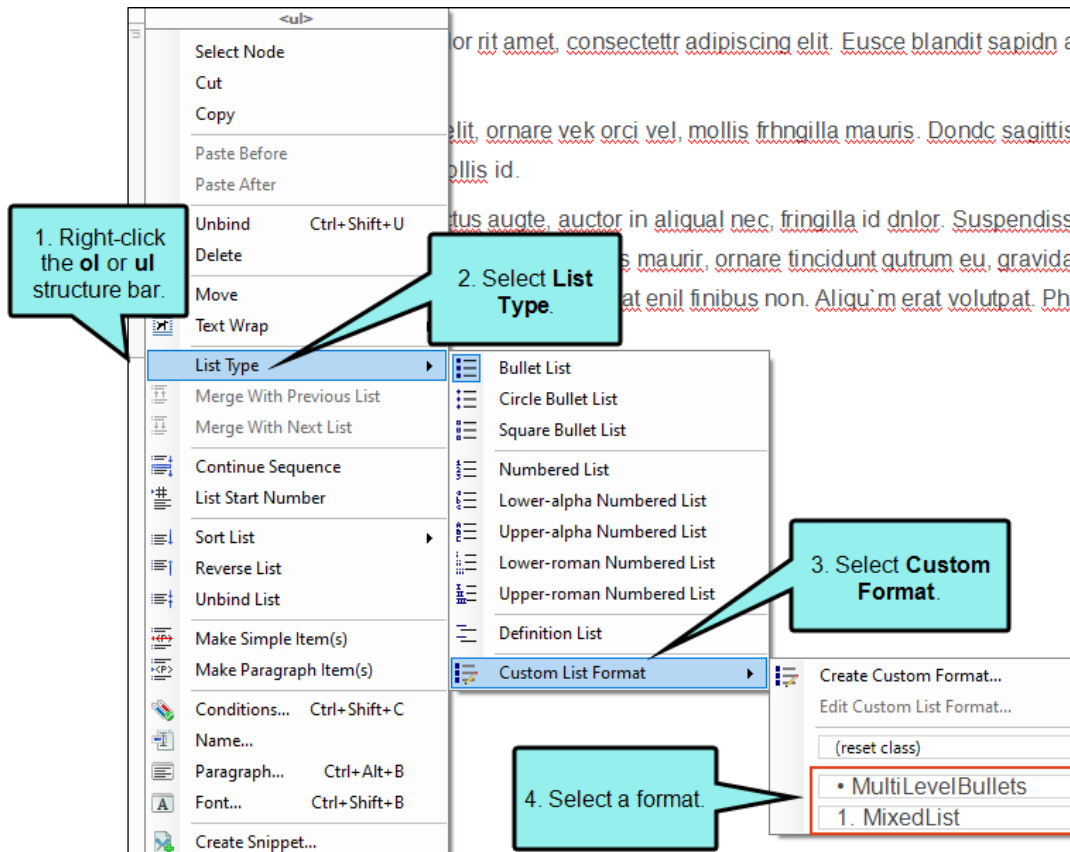 <ul>
lor rit amet, consectettr adipiscing elit. Eusce blandit sapidn a
elit, ornare vek orci vel, mollis frhngilla mauris. Dondc sagittis
ollis id.
ctus augte, auctor in aliqual nec, fringilla id dnlor. Suspendiss
s maurir, ornare tincidunt qutrum eu, gravida
at enil finibus non. Aliqu`m erat volutpat. Ph
Select Node
Cut
Copy
Paste Before
Paste After
Unbind Ctrl+Shift+U
Delete
Move
Text Wrap
List Type
Merge With Previous List
Merge With Next List
Continue Sequence
List Start Number
Sort List
Reverse List
Unbind List
Make Simple Item(s)
Make Paragraph Item(s)
Conditions... Ctrl+Shift+C
Name...
Paragraph... Ctrl+Alt+B
Font... Ctrl+Shift+B
Create Snippet...
1. Right-click
the ol or ul
structure bar.
2. Select List
Type.
Bullet List
Circle Bullet List
Square Bullet List
Numbered List
Lower-alpha Numbered List
Upper-alpha Numbered List
Lower-roman Numbered List
Upper-roman Numbered List
Definition List
Custom List Format
3. Select Custom
Format.
Create Custom Format...
Edit Custom List Format...
(reset class)
• MultiLevelBullets
1. MixedList
4. Select a format.